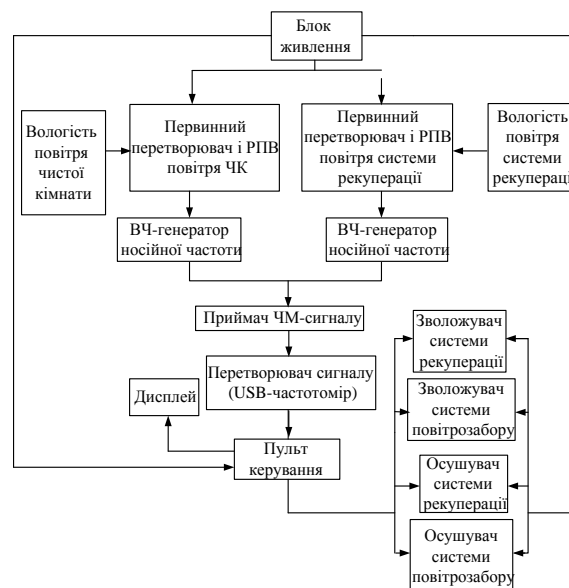 Блок
живлення
Вологість
повітря
чистої
кімнати
Первинний
перетворювач і РПВ
повітря ЧК
Первинний
перетворювач і РПВ
повітря системи
рекуперації
Вологість
повітря
системи
рекуперації
ВЧ-генератор
носійної частоти
ВЧ-генератор
носійної частоти
Приймач ЧМ-сигналу
Перетворювач сигналу
(USB-частотомір)
Дисплей
Пульт
керування
Зволожувач
системи
рекуперації
Зволожувач
системи
повітрозабору
Осушувач
системи
рекуперації
Осушувач
системи
повітрозабору